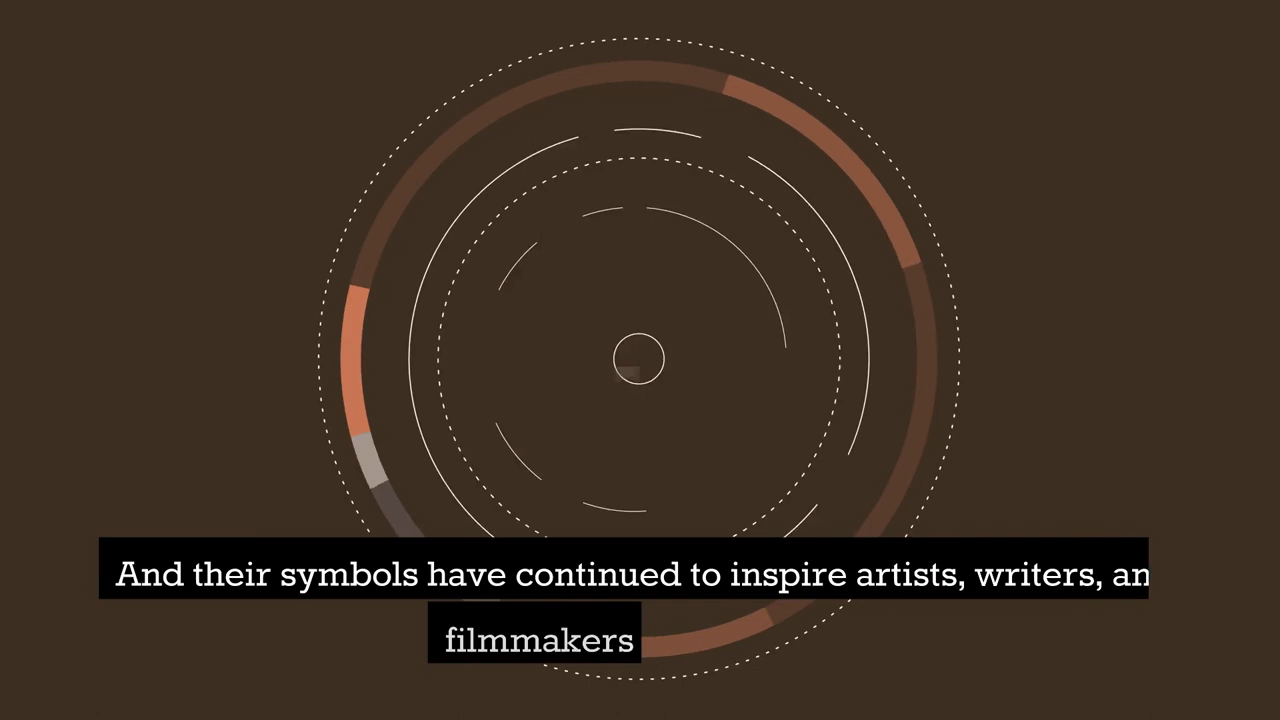 And their symbols have continued to inspire artists, writers, an
filmmakers